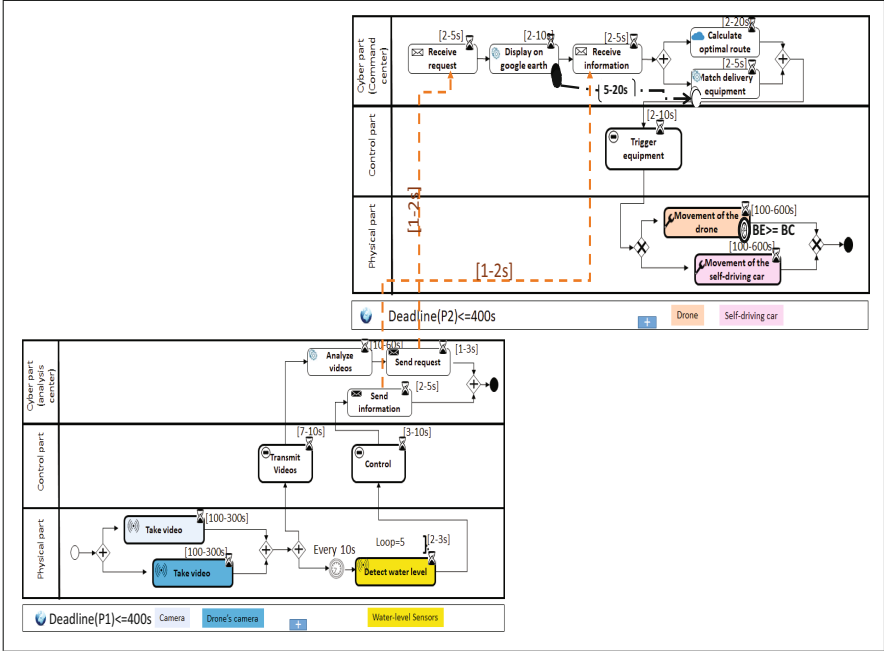 Cyber part
(Command
center)
[2-5s]
Receive
request
[2-10s]
Display on
google earth
[2-5s]
Receive
information
[2-20s]
Calculate
optimal route
[2-5s]
Match delivery
equipment
5-20s
Control part
[2-10s]
Trigger
equipment
Physical part
[100-600s]
Movement of the
drone
BE>= BC
[100-600s]
Movement of the
self-driving car
[1-2s]
[1-2s]
Deadline(P2)<=400s
+
Drone
Self-driving car
Cyber part
(analysis
center)
[10-60s]
Analyze
videos
Send request
[1-3s]
Send
information
[2-5s]
Control part
[7-10s]
Transmit
Videos
[3-10s]
Control
Physical part
[100-300s]
Take video
[100-300s]
Take video
Every 10s
Loop=5
[2-3s]
Detect water level
Deadline(P1)<=400s
Camera
Drone's camera
+
Water-level Sensors